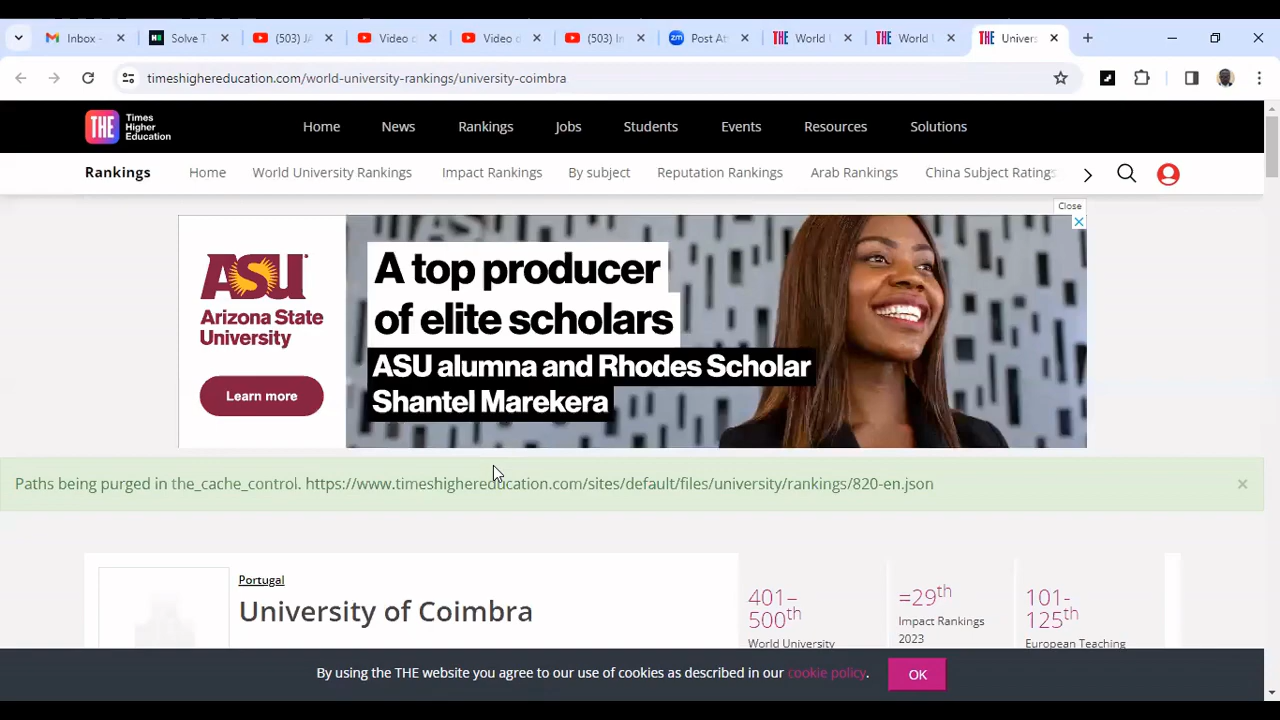 Inbox -
Solve T
(503) JA
Video o
Video o
(503) In
Post At
World U
World U
Univers
timeshighereducation.com/world-university-rankings/university-coimbra
THE Times Higher Education
Home
News
Rankings
Jobs
Students
Events
Resources
Solutions
Rankings
Home
World University Rankings
Impact Rankings
By subject
Reputation Rankings
Arab Rankings
China Subject Ratings
Close
ASU
Arizona State
University
Learn more
A top producer
of elite scholars
ASU alumna and Rhodes Scholar
Shantel Marekera
Paths being purged in the_cache_control. https://www.timeshighereducation.com/sites/default/files/university/rankings/820-en.json
Portugal
University of Coimbra
401–
500th
World University
=29th
Impact Rankings
2023
101-
125th
European Teaching
By using the THE website you agree to our use of cookies as described in our cookie policy.
OK